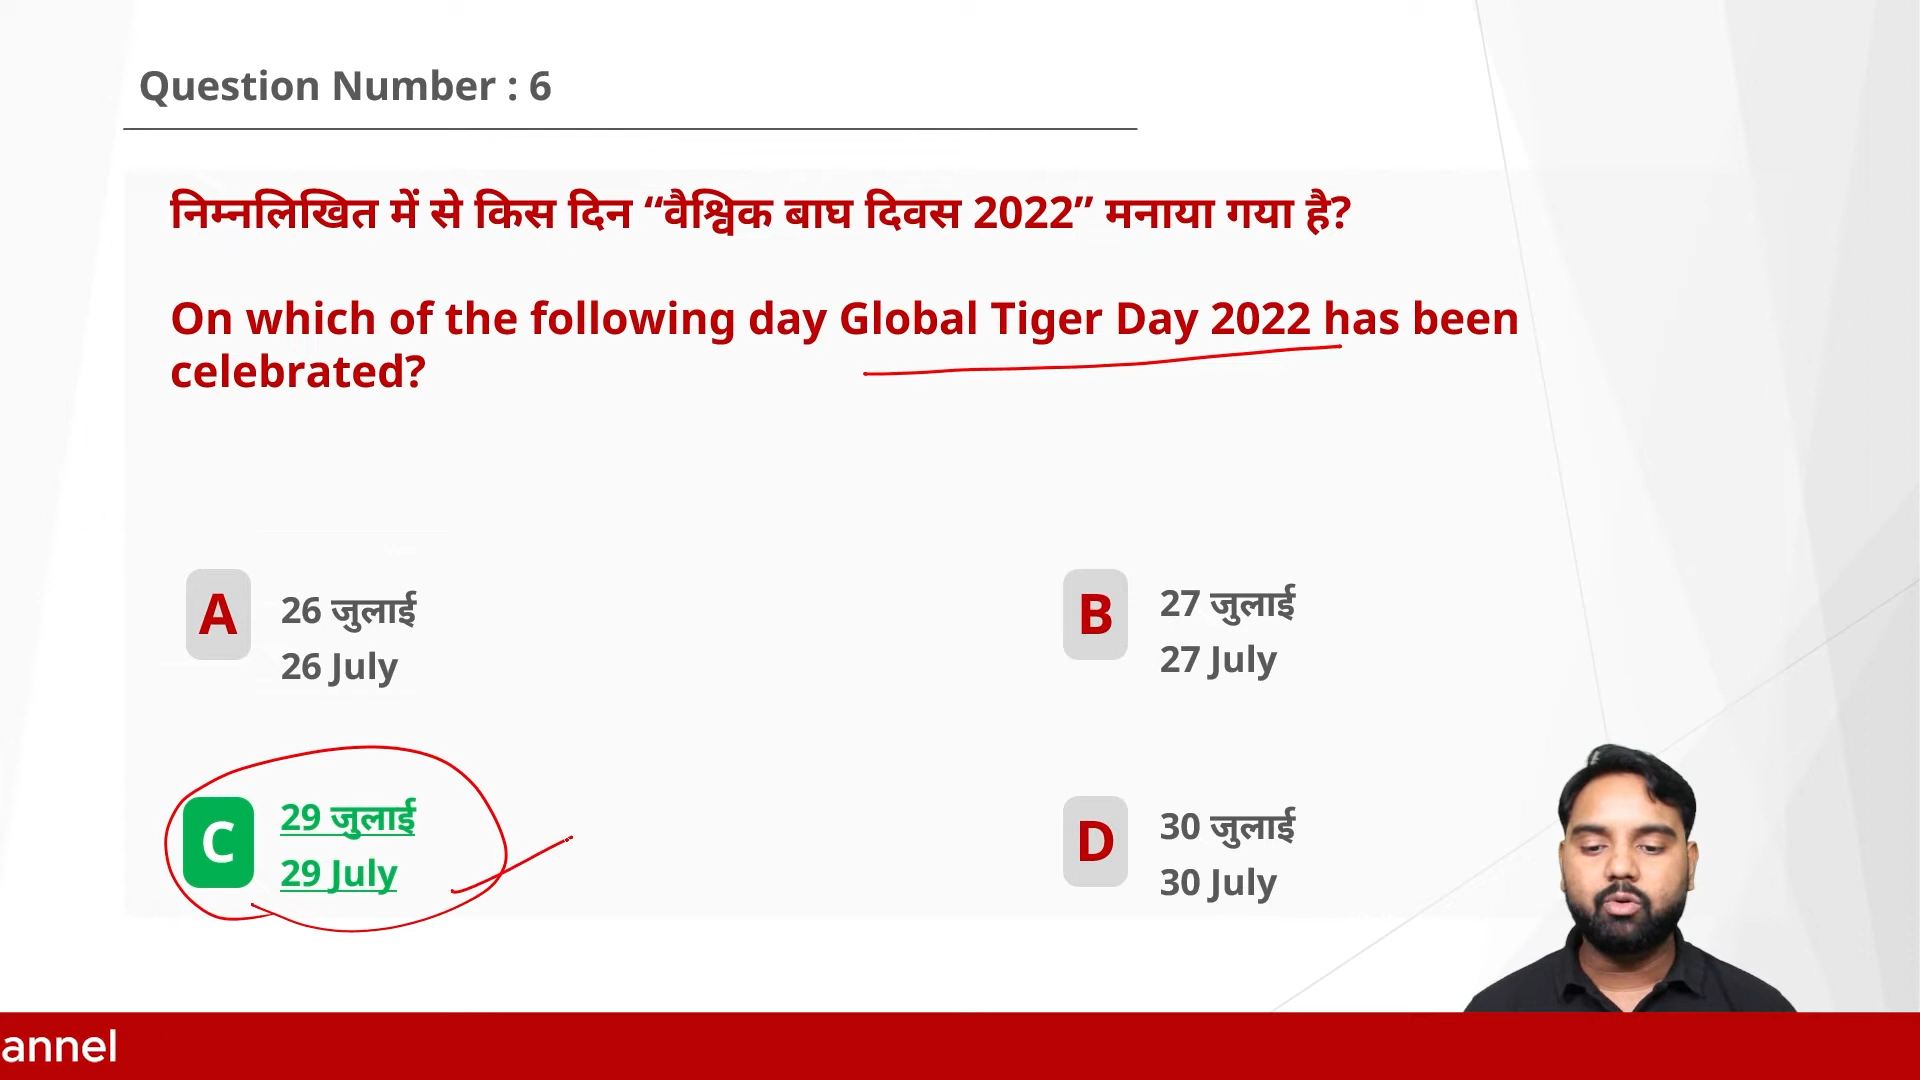 Question Number : 6
निम्नलिखित में से किस दिन “वैश्विक बाघ दिवस 2022” मनाया गया है?
On which of the following day Global Tiger Day 2022 has been
celebrated?
A
26 जुलाई
26 July
B
27 जुलाई
27 July
C
29 जुलाई
29 July
D
30 जुलाई
30 July
annel